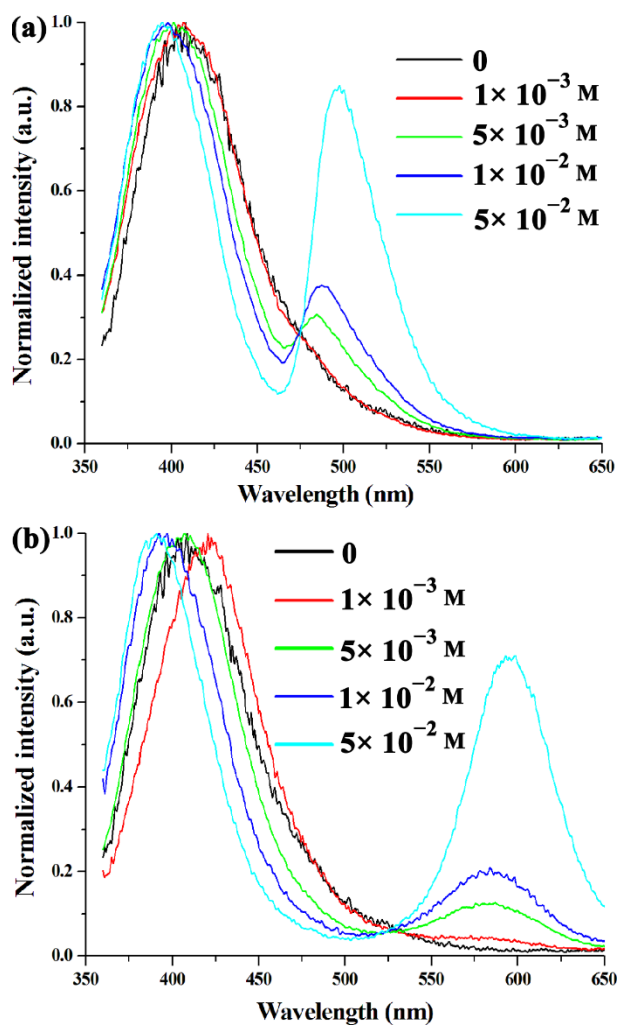 (a)
1.0
0.8
0.6
0.4
0.2
0.0
Normalized intensity (a.u.)
0
1× 10⁻³ M
5× 10⁻³ M
1× 10⁻² M
5× 10⁻² M
350 400 450 500 550 600 650
Wavelength (nm)
(b)
1.0
0.8
0.6
0.4
0.2
0.0
Normalized intensity (a.u.)
0
1× 10⁻³ M
5× 10⁻³ M
1× 10⁻² M
5× 10⁻² M
350 400 450 500 550 600 650
Wavelength (nm)